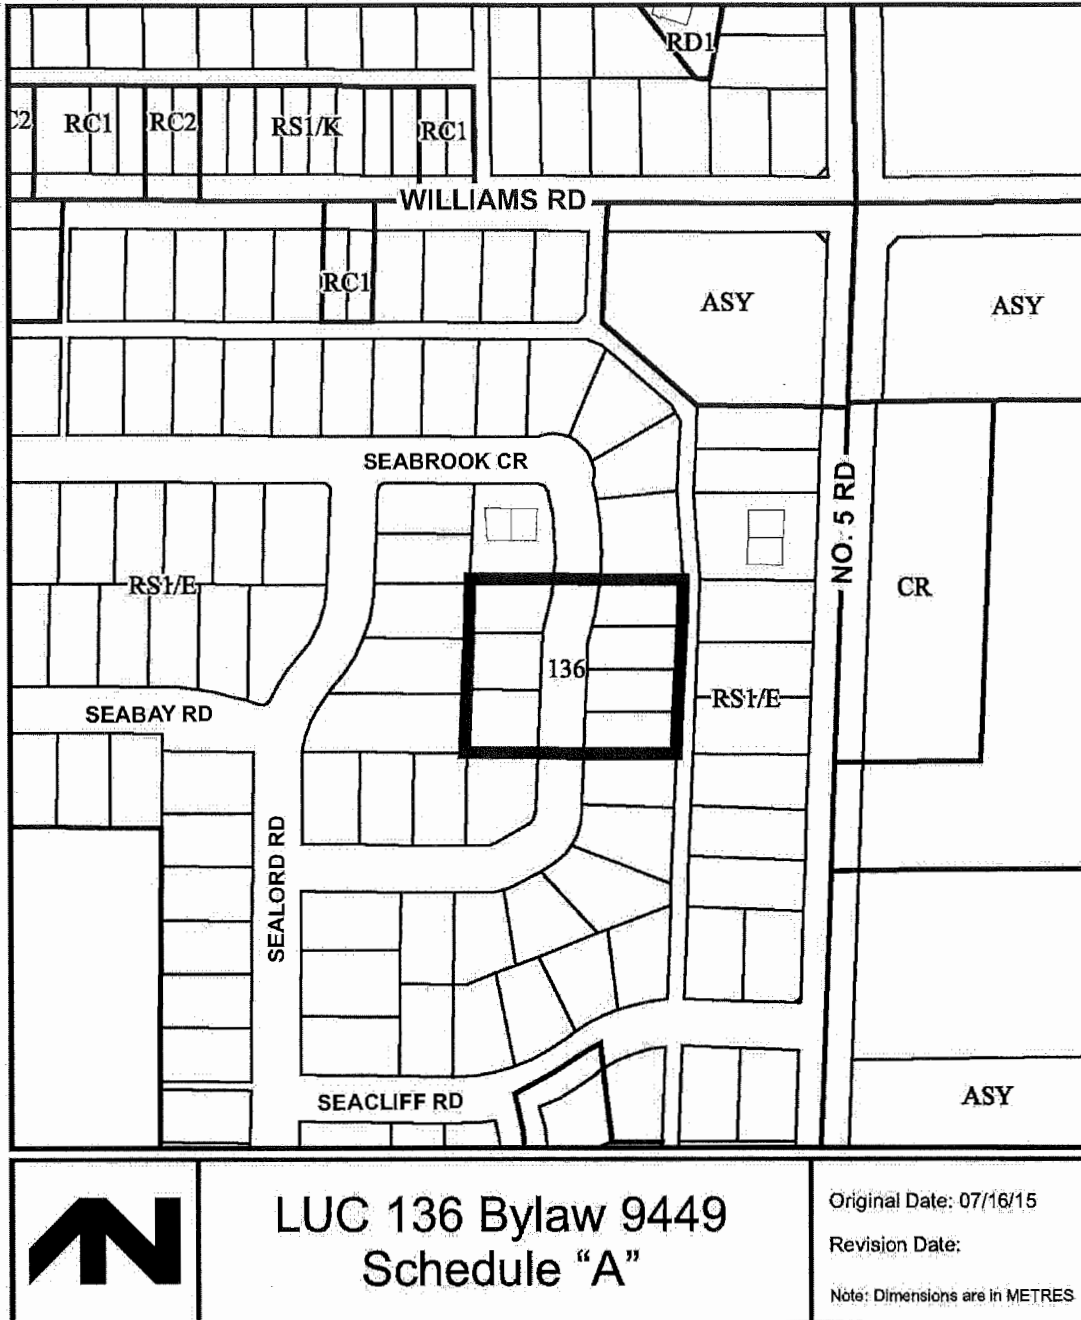 RD1
C2
RC1
RC2
RS1/K
RC1
WILLIAMS RD
RC1
ASY
ASY
SEABROOK CR
NO. 5 RD
RS1/E
CR
136
RS1/E
SEABAY RD
SEALORD RD
SEACLIFF RD
ASY
LUC 136 Bylaw 9449
Schedule “A”
Original Date: 07/16/15
Revision Date:
Note: Dimensions are in METRES